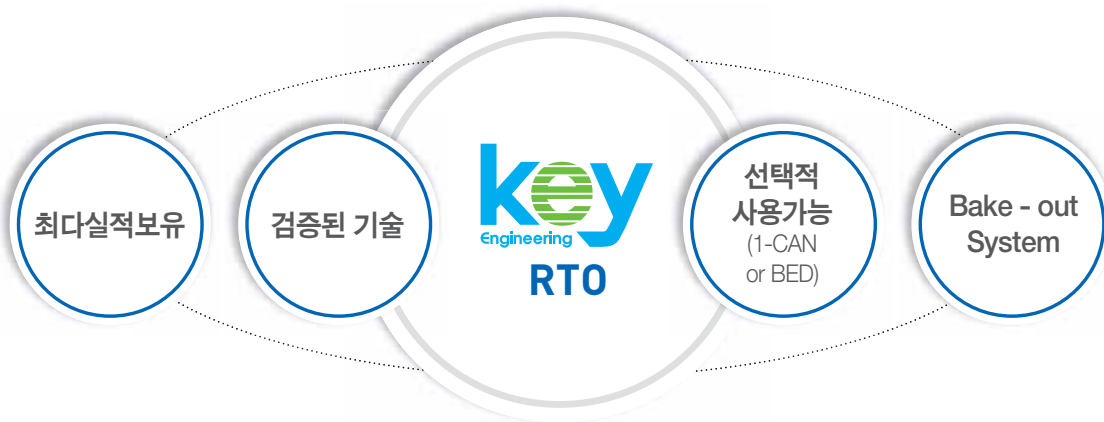 최다실적보유
검증된 기술
key
Engineering
RTO
선택적
사용가능
(1-CAN
or BED)
Bake - out
System